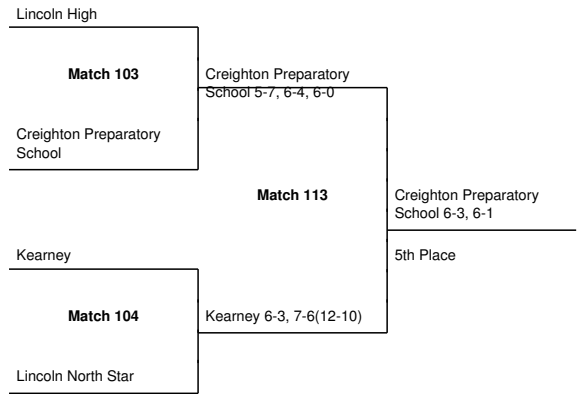 Lincoln High
Match 103
Creighton Preparatory
School 5-7, 6-4, 6-0
Creighton Preparatory
School
Match 113
Creighton Preparatory
School 6-3, 6-1
Kearney
5th Place
Match 104
Kearney 6-3, 7-6(12-10)
Lincoln North Star